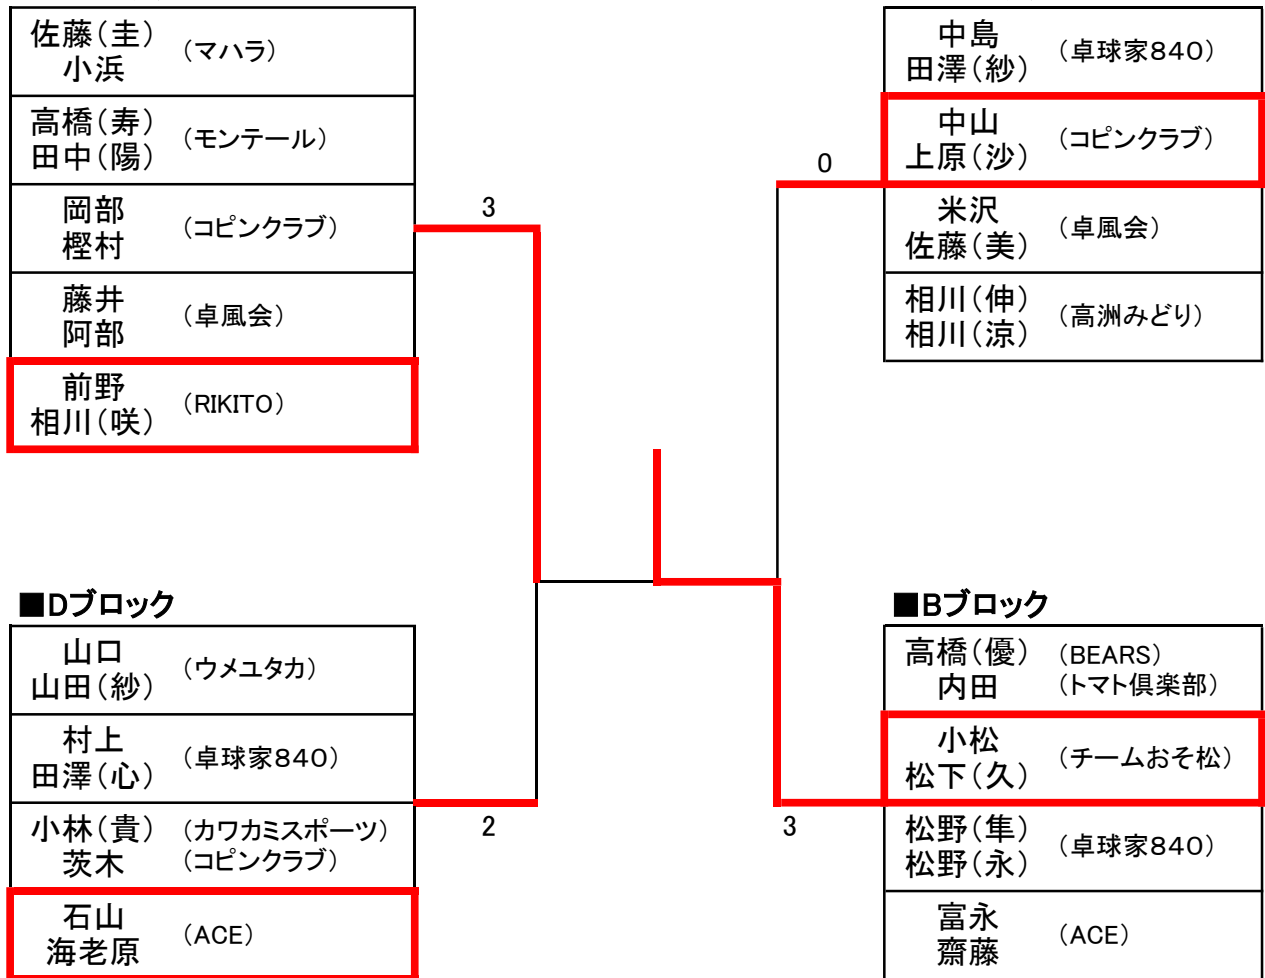 佐藤(圭)
小浜
(マハラ)
高橋(寿)
田中(陽)
(モンテール)
岡部
樫村
(コピンクラブ)
藤井
阿部
(卓風会)
前野
相川(咲)
(RIKITO)
3
中島
田澤(紗)
(卓球家840)
中山
上原(沙)
(コピンクラブ)
米沢
佐藤(美)
(卓風会)
相川(伸)
相川(涼)
(高洲みどり)
0
■Dブロック
山口
山田(紗)
(ウメユタカ)
村上
田澤(心)
(卓球家840)
小林(貴)
茨木
(カワカミスポーツ)
(コピンクラブ)
石山
海老原
(ACE)
2
■Bブロック
高橋(優)
内田
(BEARS)
(トマト倶楽部)
小松
松下(久)
(チームおそ松)
松野(隼)
松野(永)
(卓球家840)
富永
齋藤
(ACE)
3